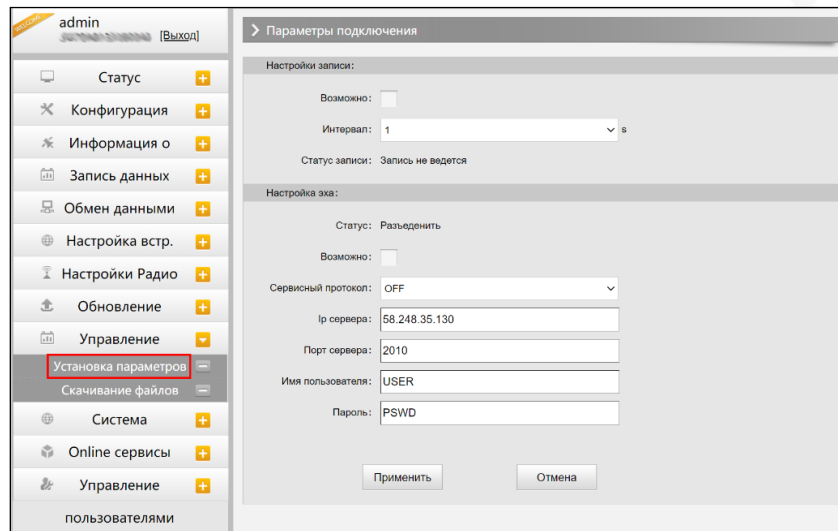 WELCOME
admin
[Выход]
Статус
Конфигурация
Информация о
Запись данных
Обмен данными
Настройка встр.
Настройки Радио
Обновление
Управление
Установка параметров
Скачивание файлов
Система
Online сервисы
Управление
пользователями
Параметры подключения
Настройки записи:
Возможно:
Интервал: 1 s
Статус записи: Запись не ведется
Настройка эха:
Статус: Разъеденить
Возможно:
Сервисный протокол: OFF
Ip сервера: 58.248.35.130
Порт сервера: 2010
Имя пользователя: USER
Пароль: PSWD
Применить Отмена